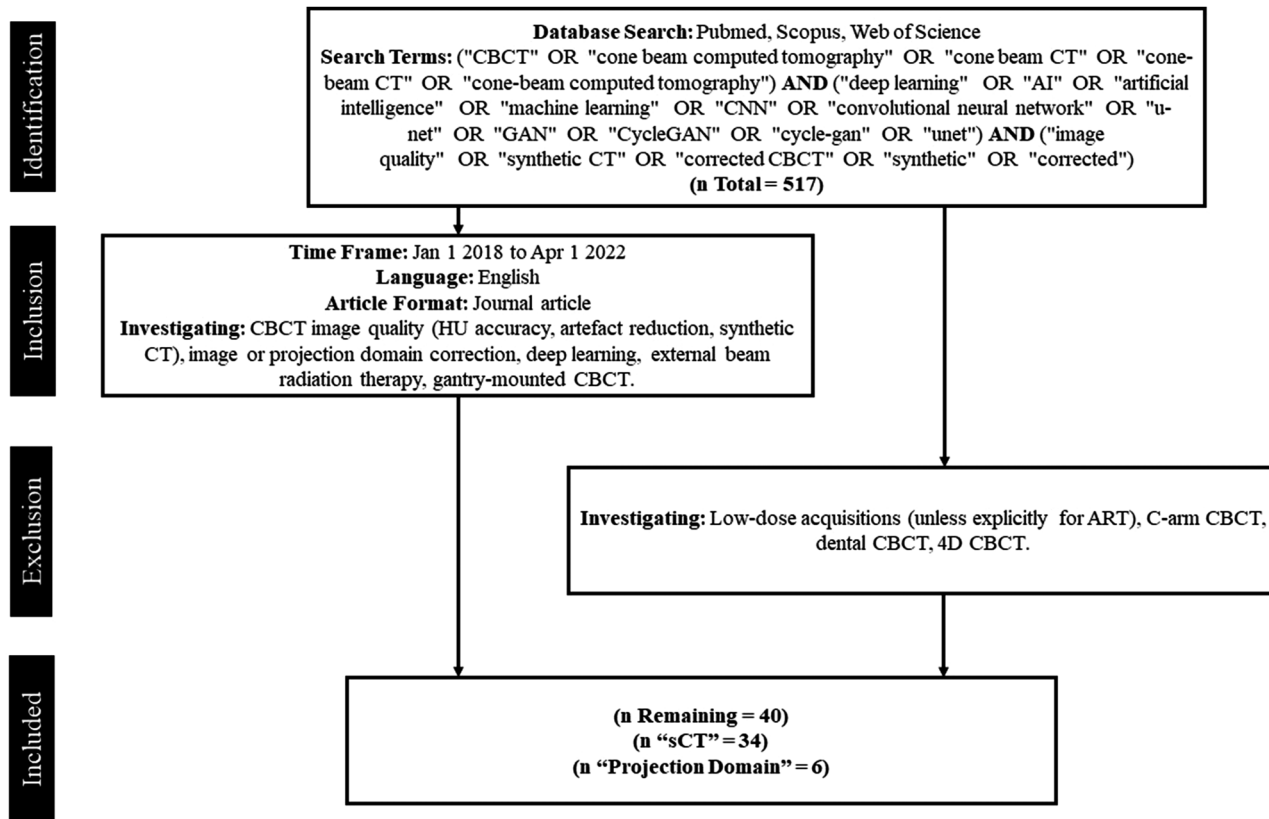 Identification
Database Search: Pubmed, Scopus, Web of Science
Search Terms: ("CBCT" OR "cone beam computed tomography" OR "cone beam CT" OR "cone-
beam CT" OR "cone-beam computed tomography") AND ("deep learning" OR "AI" OR "artificial
intelligence" OR "machine learning" OR "CNN" OR "convolutional neural network" OR "u-
net" OR "GAN" OR "CycleGAN" OR "cycle-gan" OR "unet") AND ("image
quality" OR "synthetic CT" OR "corrected CBCT" OR "synthetic" OR "corrected")
(n Total = 517)
Inclusion
Time Frame: Jan 1 2018 to Apr 1 2022
Language: English
Article Format: Journal article
Investigating: CBCT image quality (HU accuracy, artefact reduction, synthetic
CT), image or projection domain correction, deep learning, external beam
radiation therapy, gantry-mounted CBCT.
Exclusion
Investigating: Low-dose acquisitions (unless explicitly for ART), C-arm CBCT,
dental CBCT, 4D CBCT.
Included
(n Remaining = 40)
(n “sCT” = 34)
(n “Projection Domain” = 6)